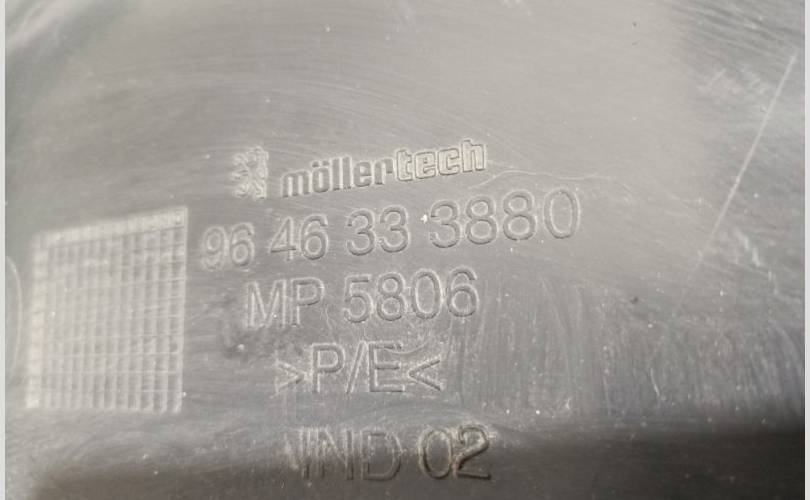 möllertech
96 46 33 3880
MP 5806
>P/E<
IND 02